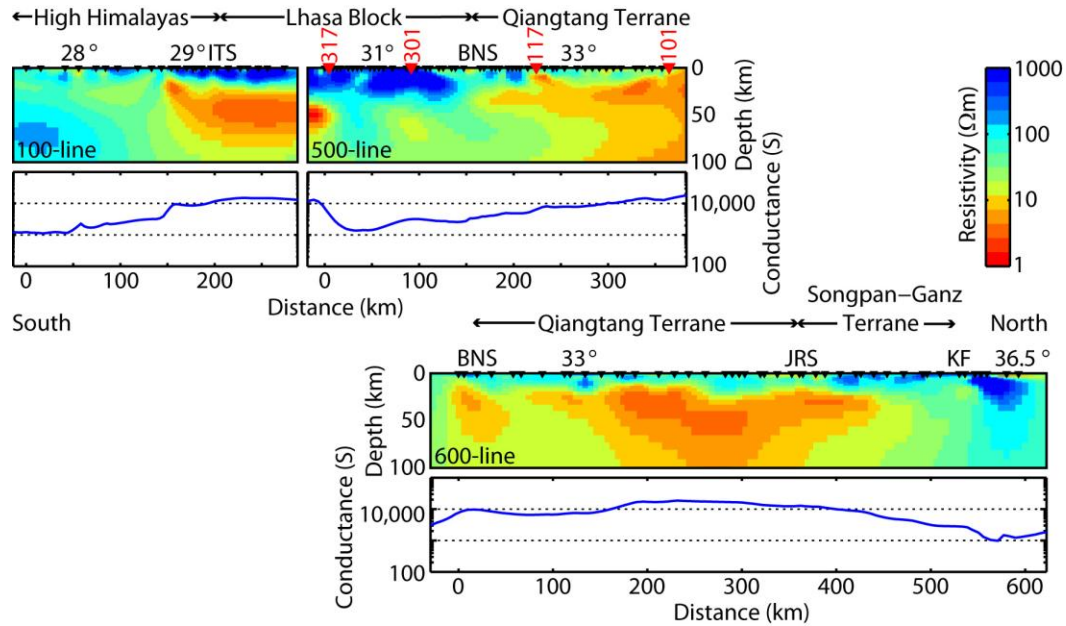 High Himalayas Lhasa Block Qiangtang Terrane
28° 29° ITS 317 31° 301 BNS 117 33° 101
0
50
100
Depth (km)
100-line 500-line
10,000
100
Conductance (S)
0 100 200 0 100 200 300
Distance (km)
1000
100
10
1
Resistivity (Ωm)
South
Songpan–Ganz
Qiangtang Terrane Terrane North
BNS 33° JRS KF 36.5°
0
50
100
Depth (km)
600-line
10,000
100
Conductance (S)
0 100 200 300 400 500 600
Distance (km)